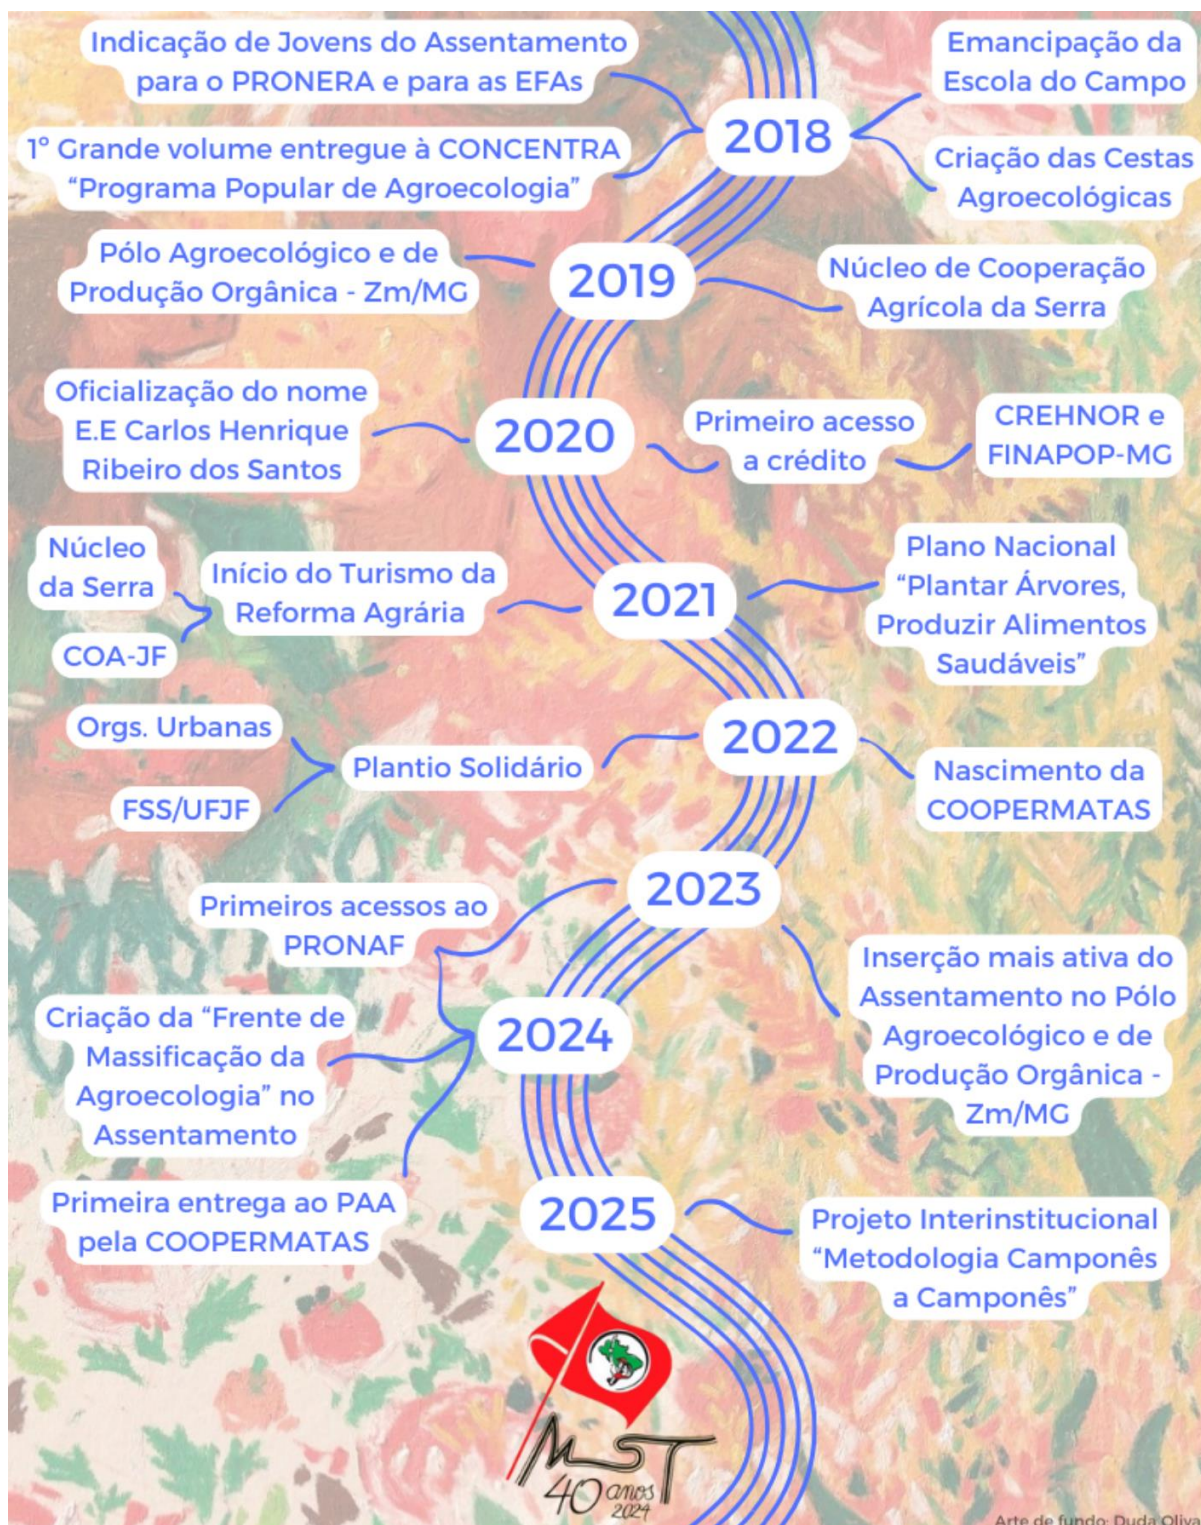 Indicação de Jovens do Assentamento
para o PRONERA e para as EFAs
Emancipação da
Escola do Campo
2018
1º Grande volume entregue à CONCENTRA
“Programa Popular de Agroecologia”
Criação das Cestas
Agroecológicas
Pólo Agroecológico e de
Produção Orgânica - Zm/MG
2019
Núcleo de Cooperação
Agrícola da Serra
Oficialização do nome
E.E Carlos Henrique
Ribeiro dos Santos
2020
Primeiro acesso
a crédito
CREHNOR e
FINAPOP-MG
Núcleo
da Serra
COA-JF
Início do Turismo da
Reforma Agrária
2021
Plano Nacional
“Plantar Árvores,
Produzir Alimentos
Saudáveis”
Orgs. Urbanas
FSS/UFJF
Plantio Solidário
2022
Nascimento da
COOPERMATAS
Primeiros acessos ao
PRONAF
2023
Inserção mais ativa do
Assentamento no Pólo
Agroecológico e de
Produção Orgânica -
Zm/MG
Criação da “Frente de
Massificação da
Agroecologia” no
Assentamento
2024
Primeira entrega ao PAA
pela COOPERMATAS
2025
Projeto Interinstitucional
“Metodologia Camponês
a Camponês”
MST
40 anos
2024
Arte de fundo: Duda Oliva